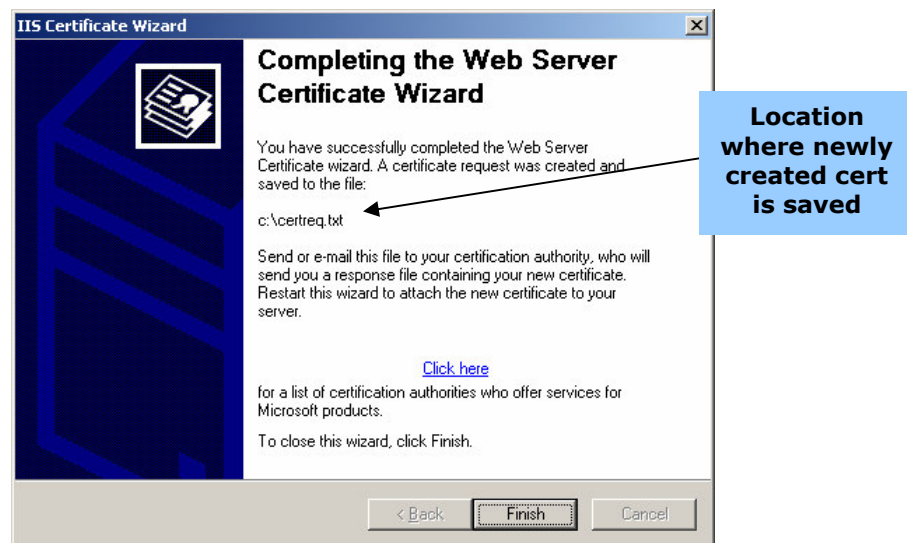 IIS Certificate Wizard
Completing the Web Server
Certificate Wizard
You have successfully completed the Web Server
Certificate wizard. A certificate request was created and
saved to the file:
c:\certreq.txt
Send or e-mail this file to your certification authority, who will
send you a response file containing your new certificate.
Restart this wizard to attach the new certificate to your
server.
Click here
for a list of certification authorities who offer services for
Microsoft products.
To close this wizard, click Finish.
< Back
Finish
Cancel
Location
where newly
created cert
is saved